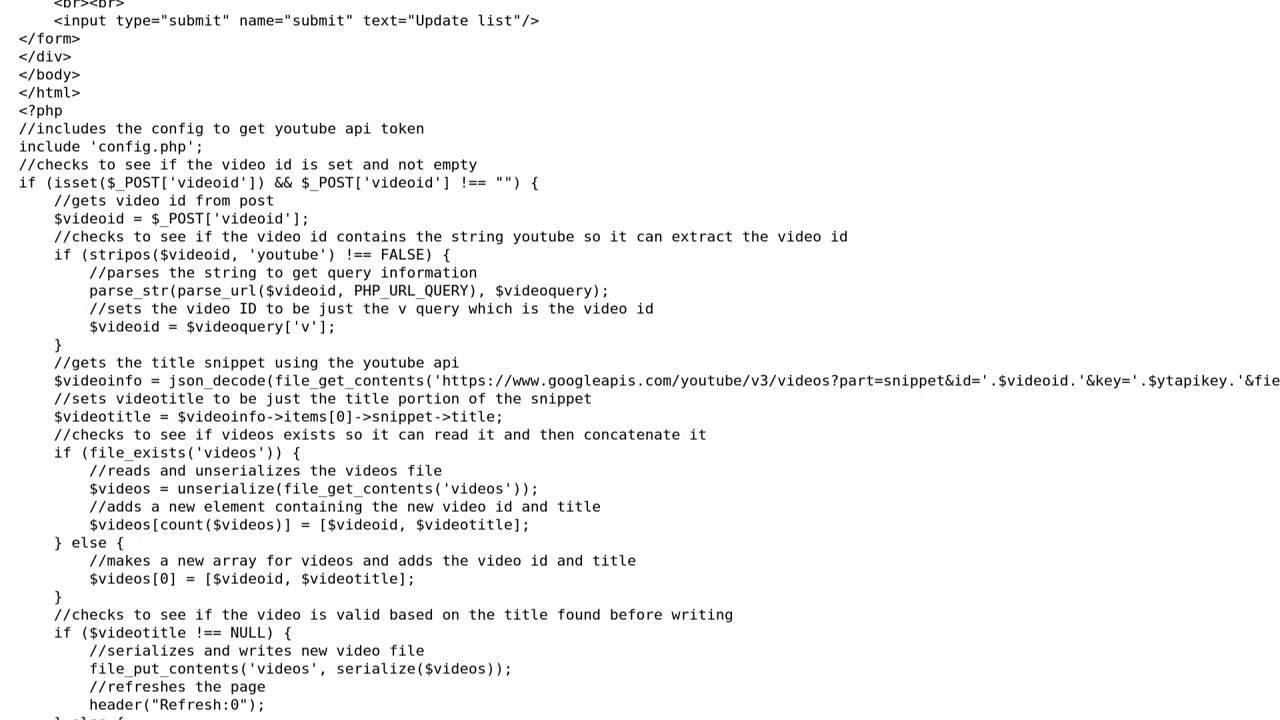 <br><br>
<input type="submit" name="submit" text="Update list"/>
</form>
</div>
</body>
</html>
<?php
//includes the config to get youtube api token
include 'config.php';
//checks to see if the video id is set and not empty
if (isset($_POST['videoid']) && $_POST['videoid'] !== "") {
//gets video id from post
$videoid = $_POST['videoid'];
//checks to see if the video id contains the string youtube so it can extract the video id
if (stripos($videoid, 'youtube') !== FALSE) {
//parses the string to get query information
parse_str(parse_url($videoid, PHP_URL_QUERY), $videoquery);
//sets the video ID to be just the v query which is the video id
$videoid = $videoquery['v'];
}
//gets the title snippet using the youtube api
$videoinfo = json_decode(file_get_contents('https://www.googleapis.com/youtube/v3/videos?part=snippet&id='.$videoid.'&key='.$ytapikey.'&fie
//sets videotitle to be just the title portion of the snippet
$videotitle = $videoinfo->items[0]->snippet->title;
//checks to see if videos exists so it can read it and then concatenate it
if (file_exists('videos')) {
//reads and unserializes the videos file
$videos = unserialize(file_get_contents('videos'));
//adds a new element containing the new video id and title
$videos[count($videos)] = [$videoid, $videotitle];
} else {
//makes a new array for videos and adds the video id and title
$videos[0] = [$videoid, $videotitle];
}
//checks to see if the video is valid based on the title found before writing
if ($videotitle !== NULL) {
//serializes and writes new video file
file_put_contents('videos', serialize($videos));
//refreshes the page
header("Refresh:0");
} else {